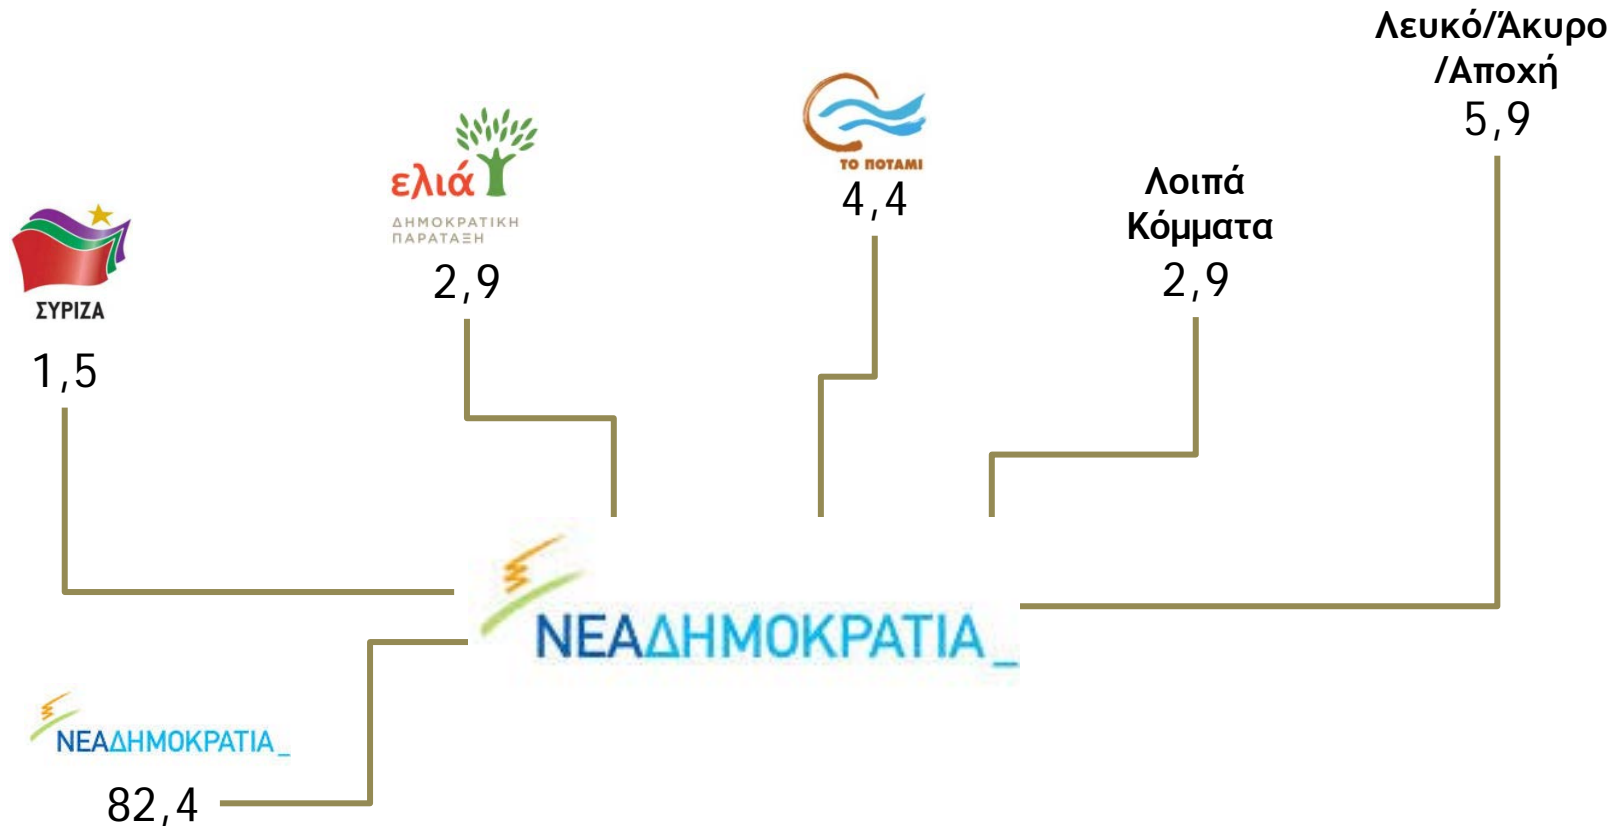 Λευκό/Άκυρο
/Αποχή
5,9
ΤΟ ΠΟΤΑΜΙ
4,4
ελιά
ΔΗΜΟΚΡΑΤΙΚΗ
ΠΑΡΑΤΑΞΗ
2,9
Λοιπά
Κόμματα
2,9
ΣΥΡΙΖΑ
1,5
ΝΕΑΔΗΜΟΚΡΑΤΙΑ_
ΝΕΑΔΗΜΟΚΡΑΤΙΑ_
82,4